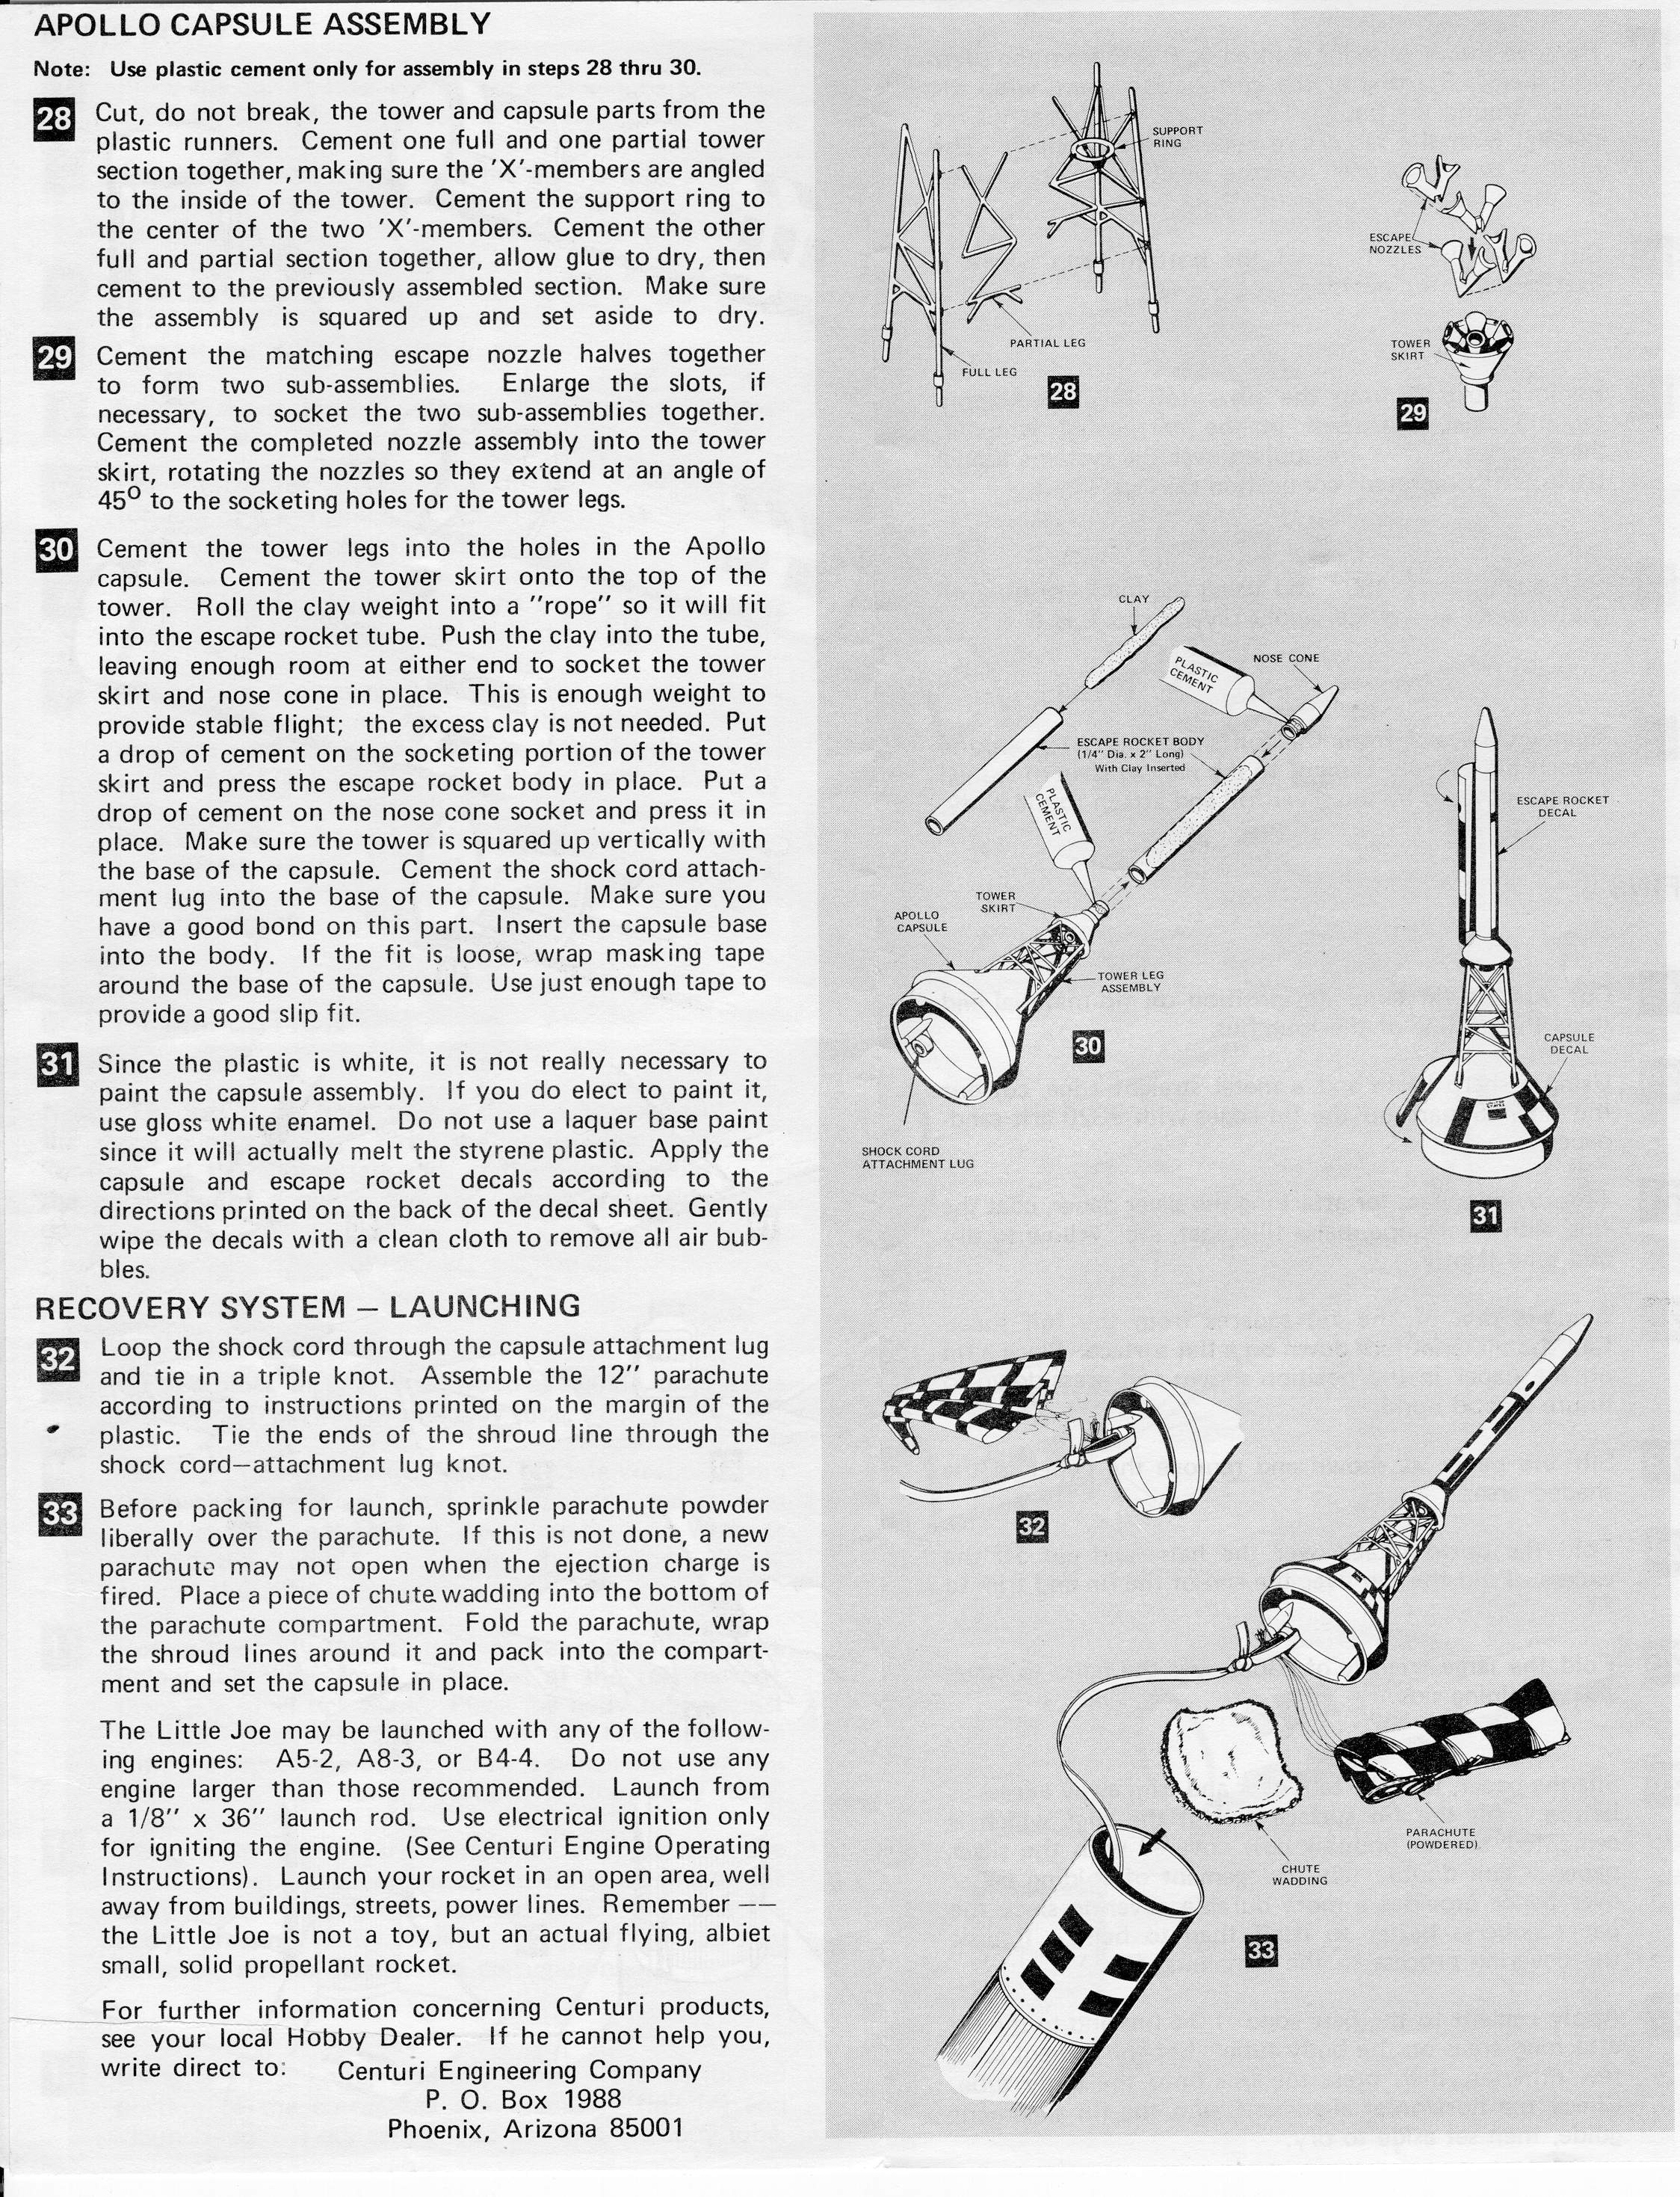 APOLLO CAPSULE ASSEMBLY
Note: Use plastic cement only for assembly in steps 28 thru 30.
28 Cut, do not break, the tower and capsule parts from the
plastic runners. Cement one full and one partial tower
section together, making sure the 'X'-members are angled
to the inside of the tower. Cement the support ring to
the center of the two 'X'-members. Cement the other
full and partial section together, allow glue to dry, then
cement to the previously assembled section. Make sure
the assembly is squared up and set aside to dry.
29 Cement the matching escape nozzle halves together
to form two sub-assemblies. Enlarge the slots, if
necessary, to socket the two sub-assemblies together.
Cement the completed nozzle assembly into the tower
skirt, rotating the nozzles so they extend at an angle of
45° to the socketing holes for the tower legs.
30 Cement the tower legs into the holes in the Apollo
capsule. Cement the tower skirt onto the top of the
tower. Roll the clay weight into a "rope" so it will fit
into the escape rocket tube. Push the clay into the tube,
leaving enough room at either end to socket the tower
skirt and nose cone in place. This is enough weight to
provide stable flight; the excess clay is not needed. Put
a drop of cement on the socketing portion of the tower
skirt and press the escape rocket body in place. Put a
drop of cement on the nose cone socket and press it in
place. Make sure the tower is squared up vertically with
the base of the capsule. Cement the shock cord attach-
ment lug into the base of the capsule. Make sure you
have a good bond on this part. Insert the capsule base
into the body. If the fit is loose, wrap masking tape
around the base of the capsule. Use just enough tape to
provide a good slip fit.
31 Since the plastic is white, it is not really necessary to
paint the capsule assembly. If you do elect to paint it,
use gloss white enamel. Do not use a laquer base paint
since it will actually melt the styrene plastic. Apply the
capsule and escape rocket decals according to the
directions printed on the back of the decal sheet. Gently
wipe the decals with a clean cloth to remove all air bub-
bles.
RECOVERY SYSTEM – LAUNCHING
32 Loop the shock cord through the capsule attachment lug
and tie in a triple knot. Assemble the 12" parachute
according to instructions printed on the margin of the
plastic. Tie the ends of the shroud line through the
shock cord–attachment lug knot.
33 Before packing for launch, sprinkle parachute powder
liberally over the parachute. If this is not done, a new
parachute may not open when the ejection charge is
fired. Place a piece of chute wadding into the bottom of
the parachute compartment. Fold the parachute, wrap
the shroud lines around it and pack into the compart-
ment and set the capsule in place.
The Little Joe may be launched with any of the follow-
ing engines: A5-2, A8-3, or B4-4. Do not use any
engine larger than those recommended. Launch from
a 1/8" x 36" launch rod. Use electrical ignition only
for igniting the engine. (See Centuri Engine Operating
Instructions). Launch your rocket in an open area, well
away from buildings, streets, power lines. Remember ––
the Little Joe is not a toy, but an actual flying, albiet
small, solid propellant rocket.
For further information concerning Centuri products,
see your local Hobby Dealer. If he cannot help you,
write direct to: Centuri Engineering Company
P. O. Box 1988
Phoenix, Arizona 85001
SUPPORT
RING
PARTIAL LEG
FULL LEG
28
ESCAPE
NOZZLES
TOWER
SKIRT
29
CLAY
PLASTIC
CEMENT
NOSE CONE
ESCAPE ROCKET BODY
(1/4" Dia. x 2" Long)
With Clay Inserted
PLASTIC
CEMENT
TOWER
SKIRT
APOLLO
CAPSULE
TOWER LEG
ASSEMBLY
30
SHOCK CORD
ATTACHMENT LUG
ESCAPE ROCKET
DECAL
CAPSULE
DECAL
31
32
PARACHUTE
(POWDERED)
CHUTE
WADDING
33